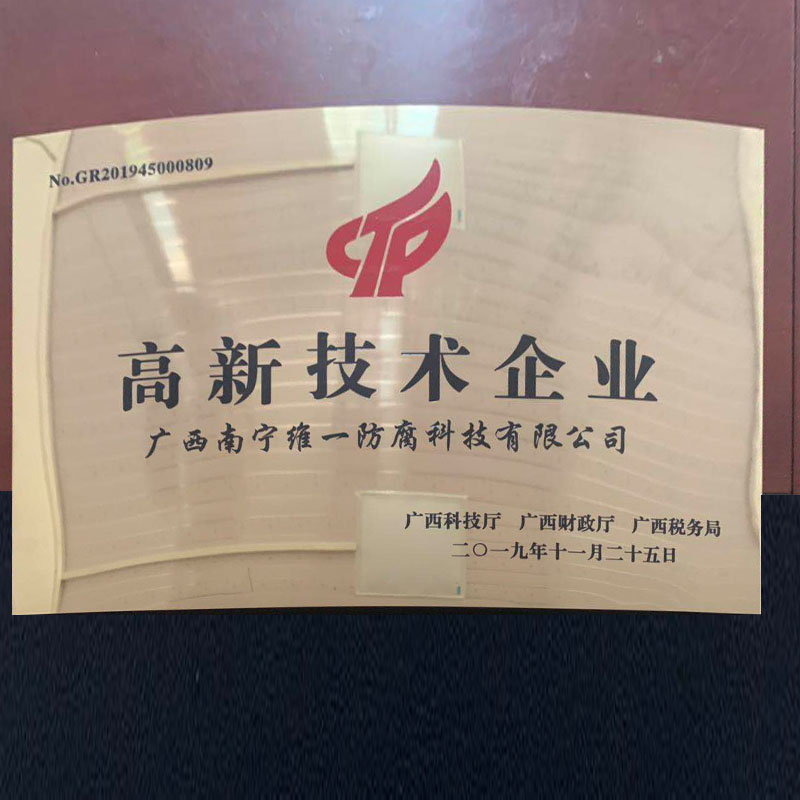 No.GR201945000809
高新技术企业
广西南宁维一防腐科技有限公司
广西科技厅 广西财政厅 广西税务局
二〇一九年十一月二十五日